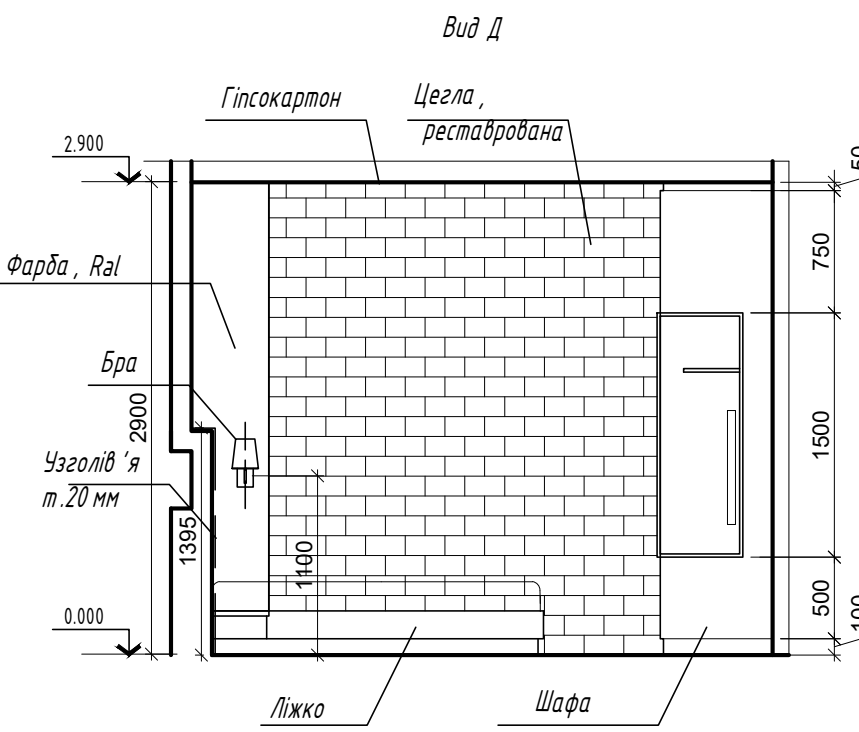 Вид Д
Гіпсокартон
Цегла ,
реставрована
2.900
50
Фарба , Ral
750
Бра
2900
1500
Узголів 'я
т.20 мм
1395
1100
0.000
500
100
Ліжко
Шафа